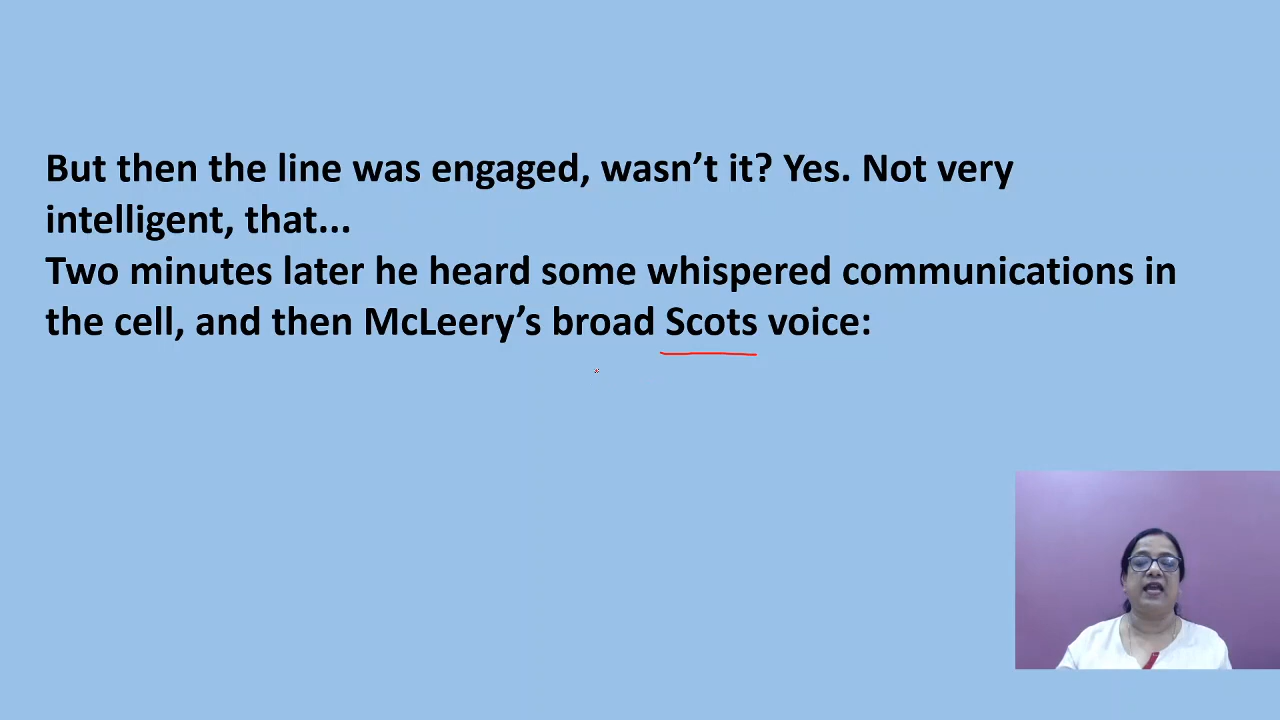 But then the line was engaged, wasn’t it? Yes. Not very
intelligent, that...
Two minutes later he heard some whispered communications in
the cell, and then McLeery’s broad Scots voice: